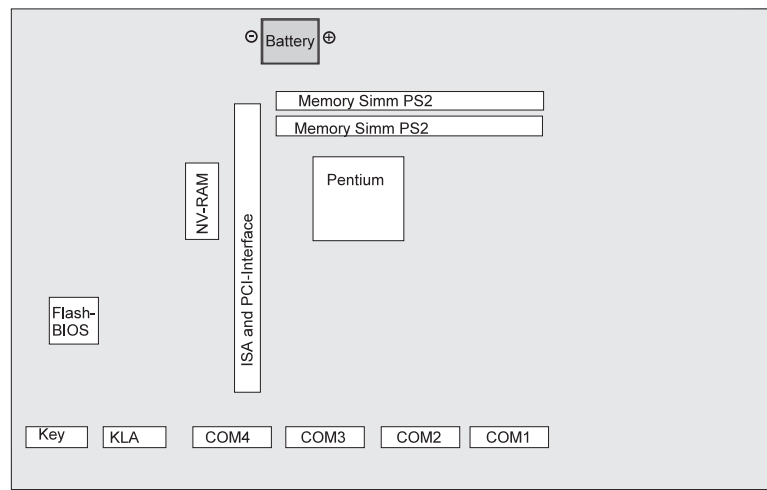 ⊖ Battery ⊕
Memory Simm PS2
Memory Simm PS2
Pentium
NV-RAM
ISA and PCI-Interface
Flash-
BIOS
Key
KLA
COM4
COM3
COM2
COM1